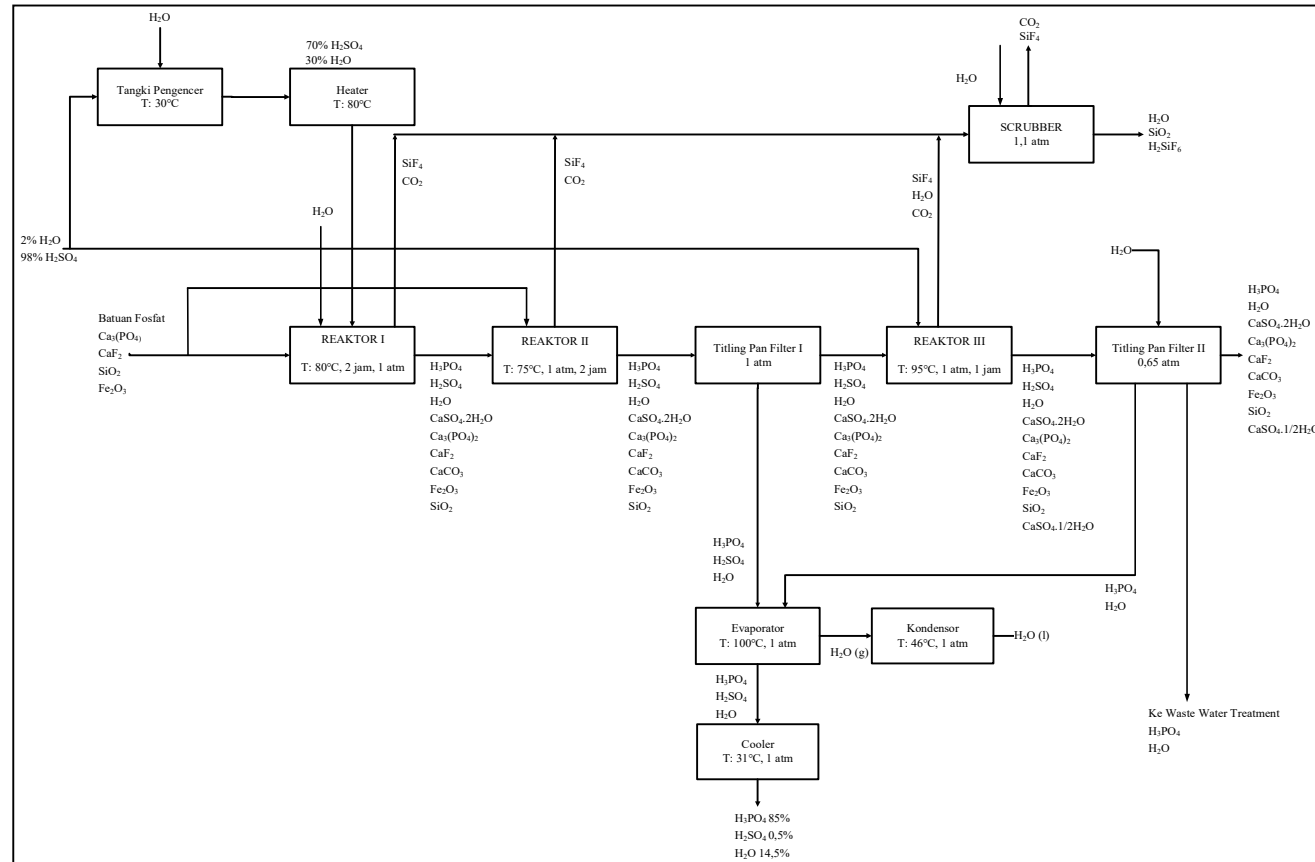 H₂O
70% H₂SO₄
30% H₂O
Tangki Pengencer
T: 30°C
Heater
T: 80°C
CO₂
SiF₄
H₂O
SCRUBBER
1,1 atm
H₂O
SiO₂
H₂SiF₆
SiF₄
CO₂
SiF₄
CO₂
SiF₄
H₂O
CO₂
H₂O
2% H₂O
98% H₂SO₄
H₂O
Batuan Fosfat
Ca₃(PO₄)
CaF₂
SiO₂
Fe₂O₃
REAKTOR I
T: 80°C, 2 jam, 1 atm
REAKTOR II
T: 75°C, 1 atm, 2 jam
Titling Pan Filter I
1 atm
REAKTOR III
T: 95°C, 1 atm, 1 jam
Titling Pan Filter II
0,65 atm
H₃PO₄
H₂O
CaSO₄.2H₂O
Ca₃(PO₄)₂
CaF₂
CaCO₃
Fe₂O₃
SiO₂
CaSO₄.1/2H₂O
H₃PO₄
H₂SO₄
H₂O
CaSO₄.2H₂O
Ca₃(PO₄)₂
CaF₂
CaCO₃
Fe₂O₃
SiO₂
H₃PO₄
H₂SO₄
H₂O
CaSO₄.2H₂O
Ca₃(PO₄)₂
CaF₂
CaCO₃
Fe₂O₃
SiO₂
H₃PO₄
H₂SO₄
H₂O
CaSO₄.2H₂O
Ca₃(PO₄)₂
CaF₂
CaCO₃
Fe₂O₃
SiO₂
H₃PO₄
H₂SO₄
H₂O
CaSO₄.2H₂O
Ca₃(PO₄)₂
CaF₂
CaCO₃
Fe₂O₃
SiO₂
CaSO₄.1/2H₂O
H₃PO₄
H₂SO₄
H₂O
H₃PO₄
H₂O
Evaporator
T: 100°C, 1 atm
H₂O (g)
Kondensor
T: 46°C, 1 atm
H₂O (l)
H₃PO₄
H₂SO₄
H₂O
Cooler
T: 31°C, 1 atm
Ke Waste Water Treatment
H₃PO₄
H₂O
H₃PO₄ 85%
H₂SO₄ 0,5%
H₂O 14,5%